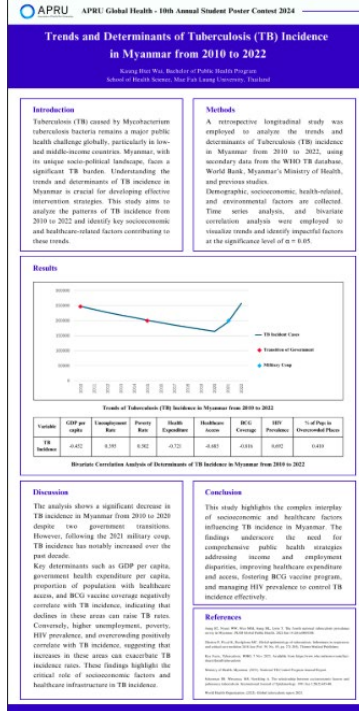 APRU
APRU Global Health - 10th Annual Student Poster Contest 2024
Trends and Determinants of Tuberculosis (TB) Incidence
in Myanmar from 2010 to 2022
Bachelor of Public Health Program
School of Health Science, Mae Fah Luang University, Thailand
Introduction
Tuberculosis (TB) caused by Mycobacterium
tuberculosis bacteria remains a major public
health challenge globally, particularly in low-
and middle-income countries. Myanmar, with
its unique socio-political landscape, faces a
significant TB burden. Understanding the
trends and determinants of TB incidence in
Myanmar is crucial for developing effective
intervention strategies. This study aims to
analyze the patterns of TB incidence from
2010 to 2022 and identify key socioeconomic
and healthcare-related factors contributing to
these trends.
Methods
A retrospective longitudinal study was
employed to analyze the trends and
determinants of Tuberculosis (TB) incidence
in Myanmar from 2010 to 2022, using
secondary data from the WHO TB database,
World Bank, Myanmar's Ministry of Health,
and previous studies.
Demographic, socioeconomic, health-related,
and environmental factors are collected.
Time series analysis, and bivariate
correlation analysis were employed to
visualize trends and identify impactful factors
at the significance level of α = 0.05.
Results
TB Incident Cases
Transition of Government
Military Coup
2010 2011 2012 2013 2014 2015 2016 2017 2018 2019 2020 2021 2022
Trends of Tuberculosis (TB) Incidence in Myanmar from 2010 to 2022
Variable GDP per capita Unemployment Rate Poverty Rate Health Expenditure Healthcare Access BCG Coverage HIV Prevalence % of Pop in Overcrowded Places
TB Incidence
Bivariate Correlation Analysis of Determinants of TB Incidence in Myanmar from 2010 to 2022
Discussion
The analysis shows a significant decrease in
TB incidence in Myanmar from 2010 to 2020
despite two government transitions.
However, following the 2021 military coup,
TB incidence has notably increased over the
past decade.
Key determinants such as GDP per capita,
government health expenditure per capita,
proportion of population with healthcare
access, and BCG vaccine coverage negatively
correlate with TB incidence, indicating that
declines in these areas can raise TB rates.
Conversely, higher unemployment, poverty,
HIV prevalence, and overcrowding positively
correlate with TB incidence, suggesting that
increases in these areas can exacerbate TB
incidence rates. These findings highlight the
critical role of socioeconomic factors and
healthcare infrastructure in TB incidence.
Conclusion
This study highlights the complex interplay
of socioeconomic and healthcare factors
influencing TB incidence in Myanmar. The
findings underscore the need for
comprehensive public health strategies
addressing income and employment
disparities, improving healthcare expenditure
and access, fostering BCG vaccine program,
and managing HIV prevalence to control TB
incidence effectively.
References